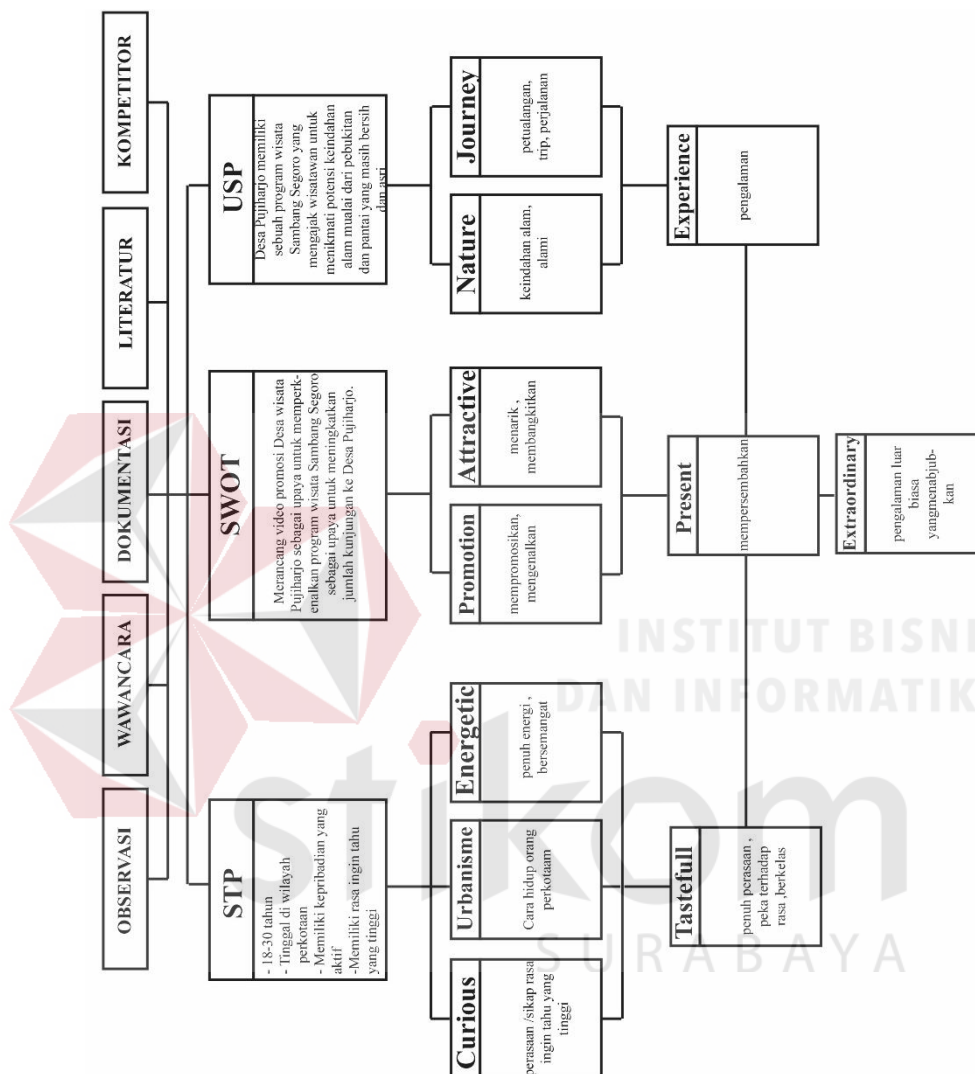 OBSERVASI
WAWANCARA
DOKUMENTASI
LITERATUR
KOMPETITOR
STP
- 18-30 tahun
- Tinggal di wilayah
perkotaan
- Memiliki kepribadian yang
aktif
-Memiliki rasa ingin tahu
yang tinggi
SWOT
Merancang video promosi Desa wisata
Pujiharjo sebagai upaya untuk memperk-
enalkan program wisata Sambang Segoro
sebagai upaya untuk meningkatkan
jumlah kunjungan ke Desa Pujiharjo.
USP
Desa Pujiharjo memiliki
sebuah program wisata
Sambang Segoro yang
mengajak wisatawan untuk
menikmati potensi keindahan
alam mualai dari pebukitan
dan pantai yang masih bersih
dan asri
Curious
perasaan /sikap rasa
ingin tahu yang
tinggi
Urbanisme
Cara hidup orang
perkotaam
Energetic
penuh energi ,
bersemangat
Promotion
mempromosikan,
mengenalkan
Attractive
menarik ,
membangkitkan
Nature
keindahan alam,
alami
Journey
petualangan,
trip, perjalanan
Tastefull
penuh perasaan ,
peka terhadap
rasa ,berkelas
Present
mempersembahkan
Experience
pengalaman
Extraordinary
pengalaman luar
biasa
yangmenabjub-
kan
INSTITUT BISNI
DAN INFORMATIK
stikom
SURABAYA